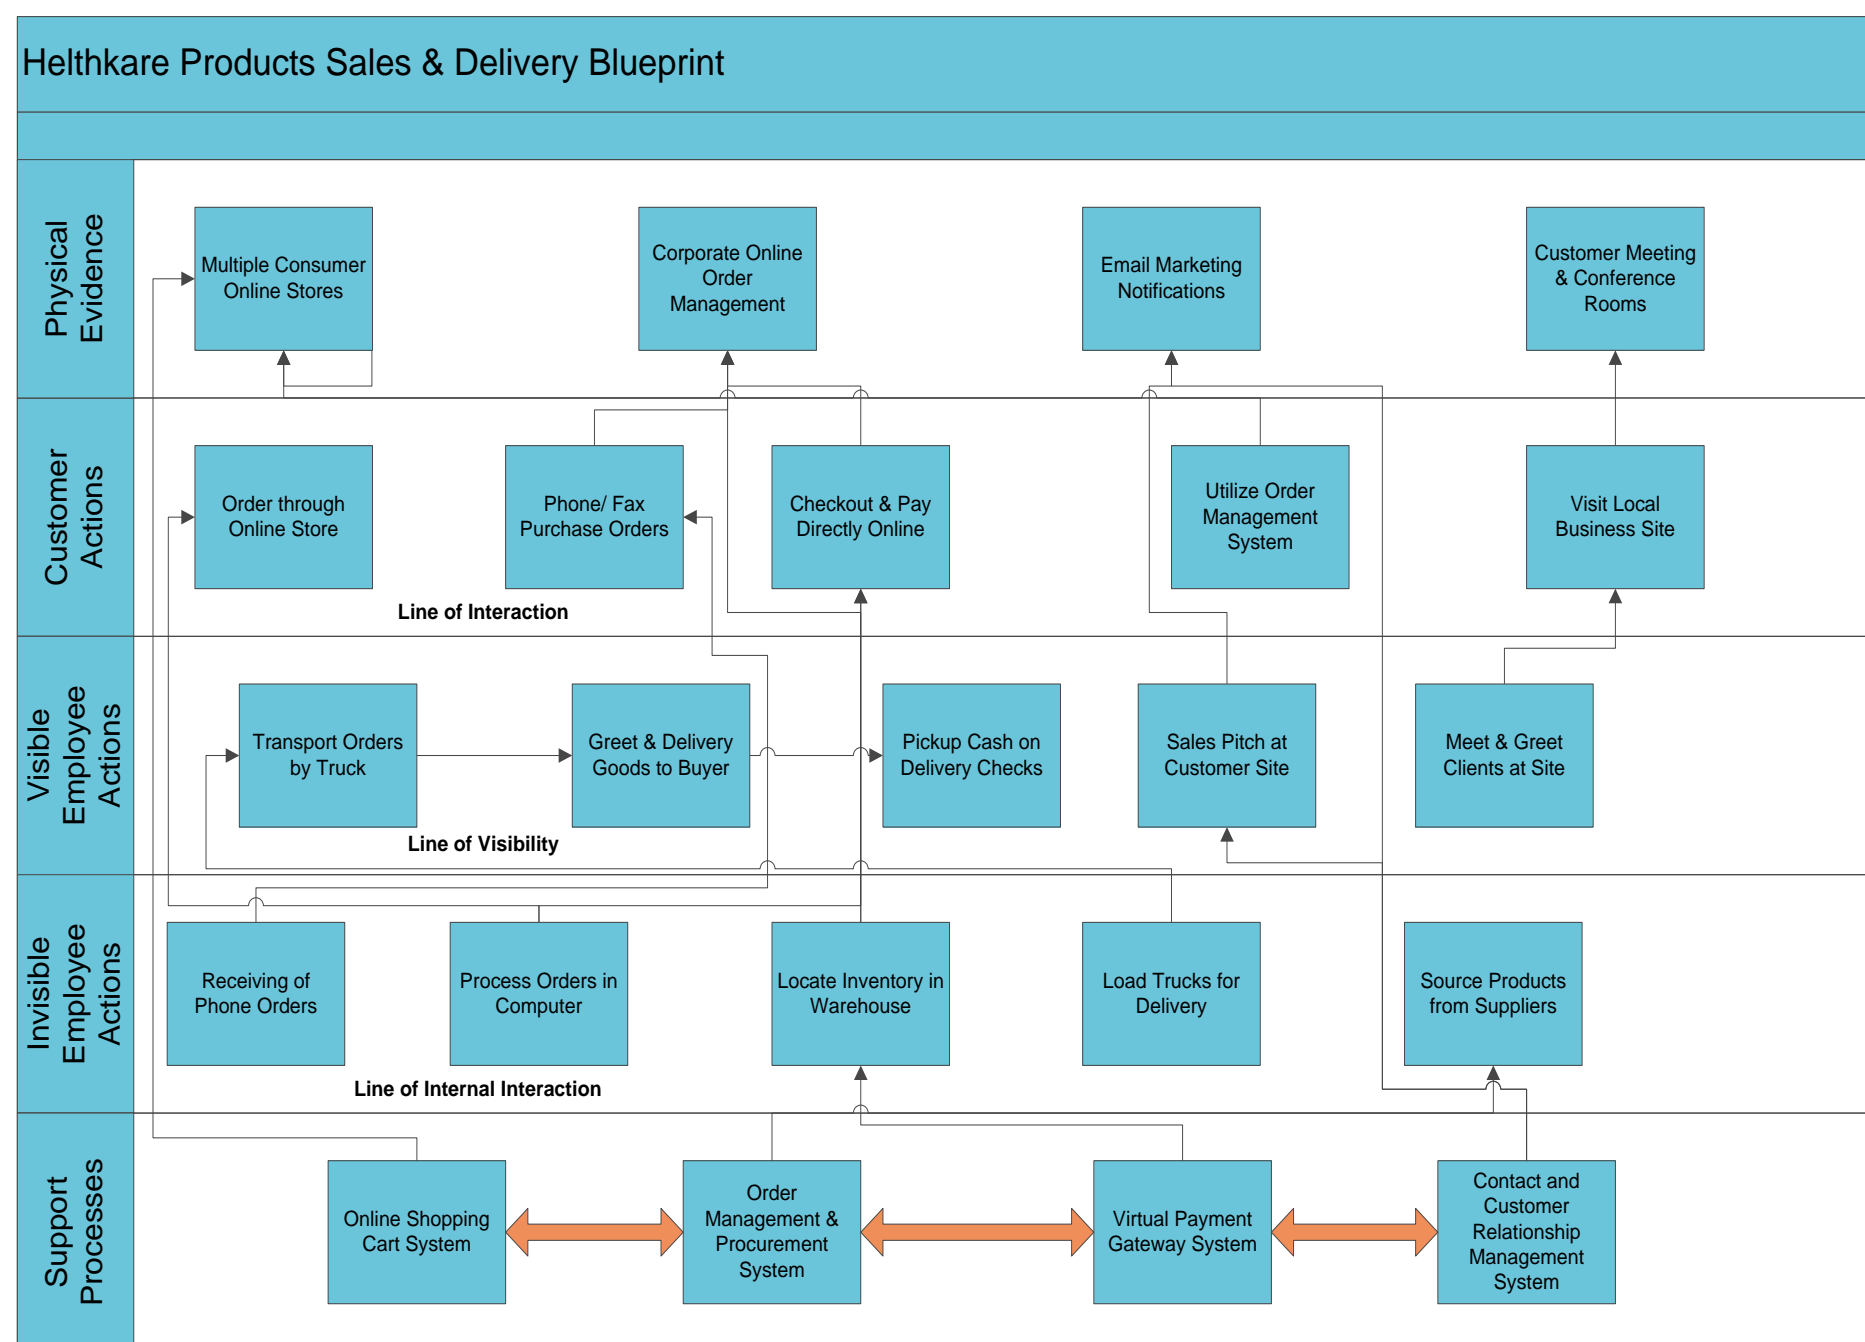 Helthkare Products Sales & Delivery Blueprint
Physical
Evidence
Multiple Consumer
Online Stores
Corporate Online
Order
Management
Email Marketing
Notifications
Customer Meeting
& Conference
Rooms
Customer
Actions
Order through
Online Store
Phone/ Fax
Purchase Orders
Checkout & Pay
Directly Online
Utilize Order
Management
System
Visit Local
Business Site
Line of Interaction
Visible
Employee
Actions
Transport Orders
by Truck
Greet & Delivery
Goods to Buyer
Pickup Cash on
Delivery Checks
Sales Pitch at
Customer Site
Meet & Greet
Clients at Site
Line of Visibility
Invisible
Employee
Actions
Receiving of
Phone Orders
Process Orders in
Computer
Locate Inventory in
Warehouse
Load Trucks for
Delivery
Source Products
from Suppliers
Line of Internal Interaction
Support
Processes
Online Shopping
Cart System
Order
Management &
Procurement
System
Virtual Payment
Gateway System
Contact and
Customer
Relationship
Management
System